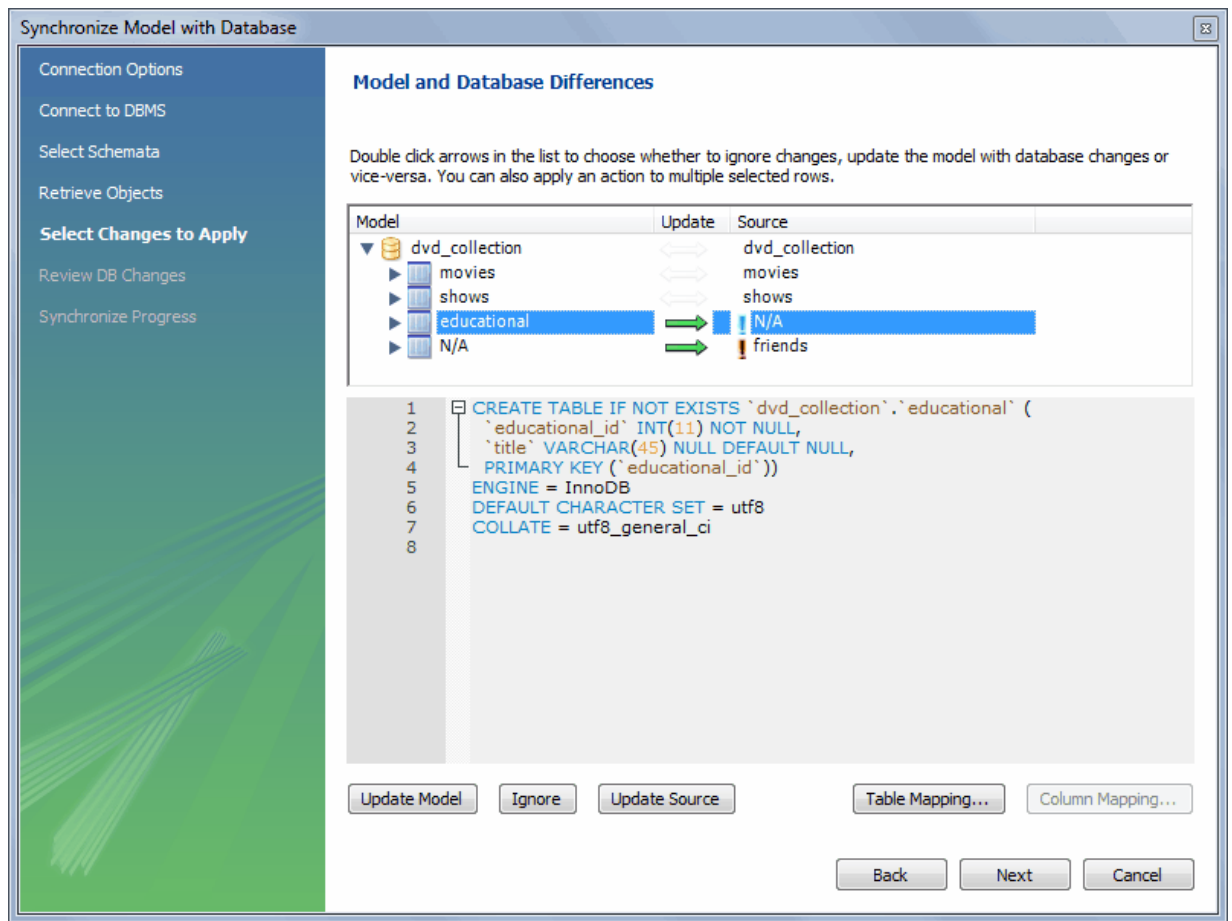 Synchronize Model with Database
Connection Options
Connect to DBMS
Select Schemata
Retrieve Objects
Select Changes to Apply
Review DB Changes
Synchronize Progress
Model and Database Differences
Double click arrows in the list to choose whether to ignore changes, update the model with database changes or
vice-versa. You can also apply an action to multiple selected rows.
Model Update Source
dvd_collection dvd_collection
movies movies
shows shows
educational N/A
N/A friends
1 CREATE TABLE IF NOT EXISTS `dvd_collection`.`educational` (
2 `educational_id` INT(11) NOT NULL,
3 `title` VARCHAR(45) NULL DEFAULT NULL,
4 PRIMARY KEY (`educational_id`))
5 ENGINE = InnoDB
6 DEFAULT CHARACTER SET = utf8
7 COLLATE = utf8_general_ci
8
Update Model Ignore Update Source Table Mapping... Column Mapping...
Back Next Cancel